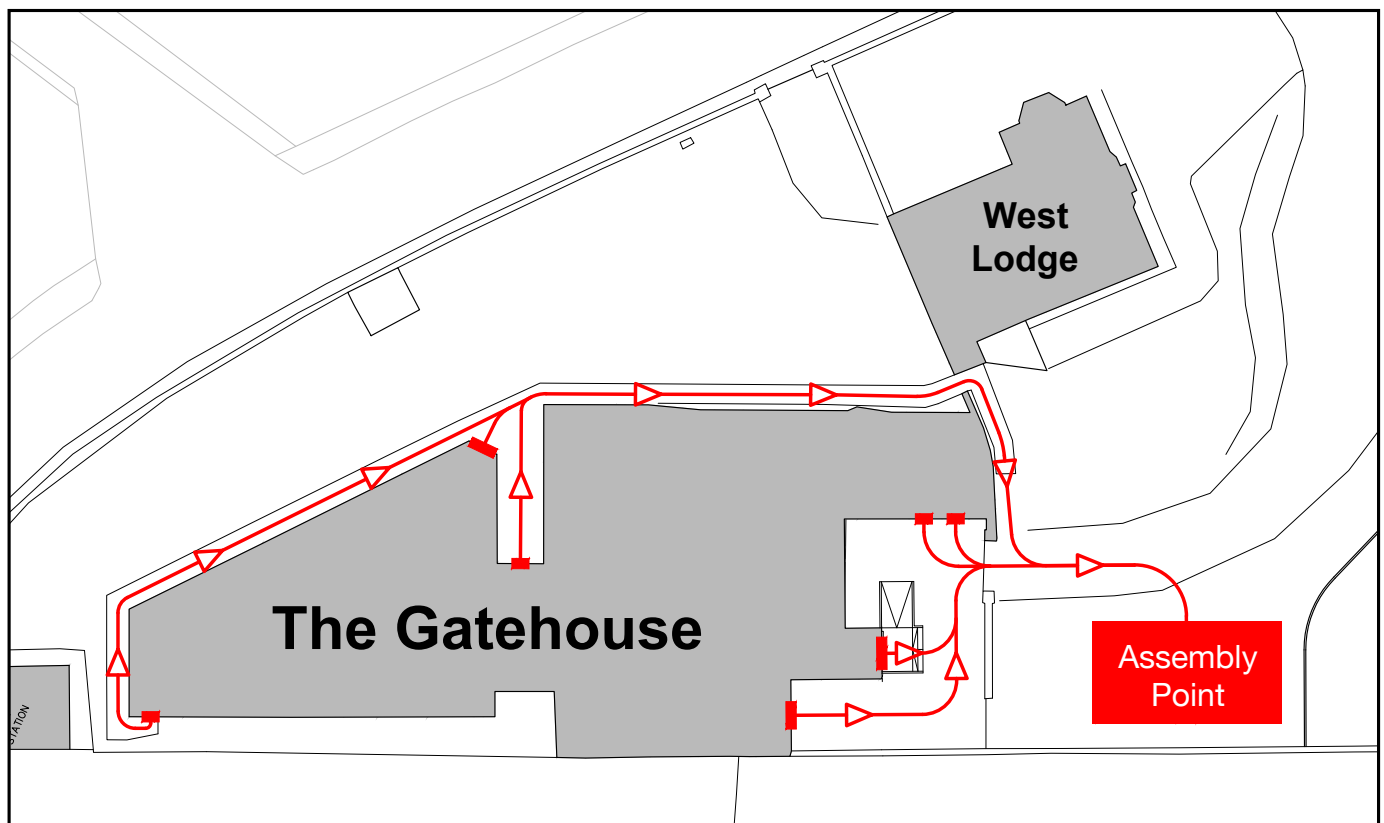 West
Lodge
The Gatehouse
Assembly
Point
STATION